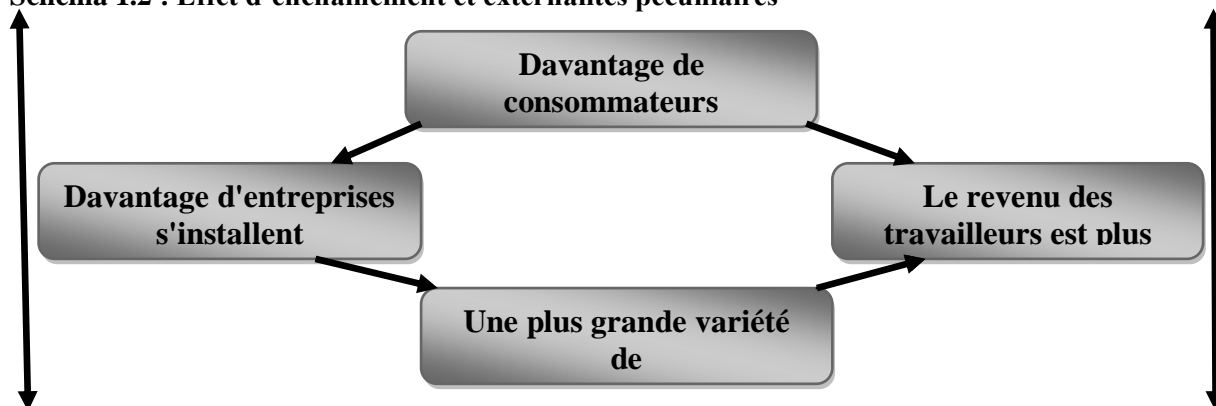 Schéma 1.2 : Effet d'enchaînement et externalités pécuniaires
Davantage de
consommateurs
Davantage d'entreprises
s'installent
Le revenu des
travailleurs est plus
Une plus grande variété
de